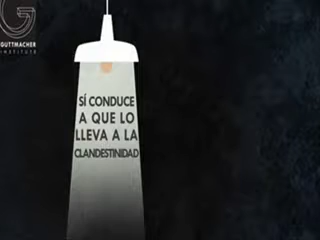 GUTTMACHER
INSTITUTE
SÍ CONDUCE
A QUE LO
LLEVA A LA
CLANDESTINIDAD